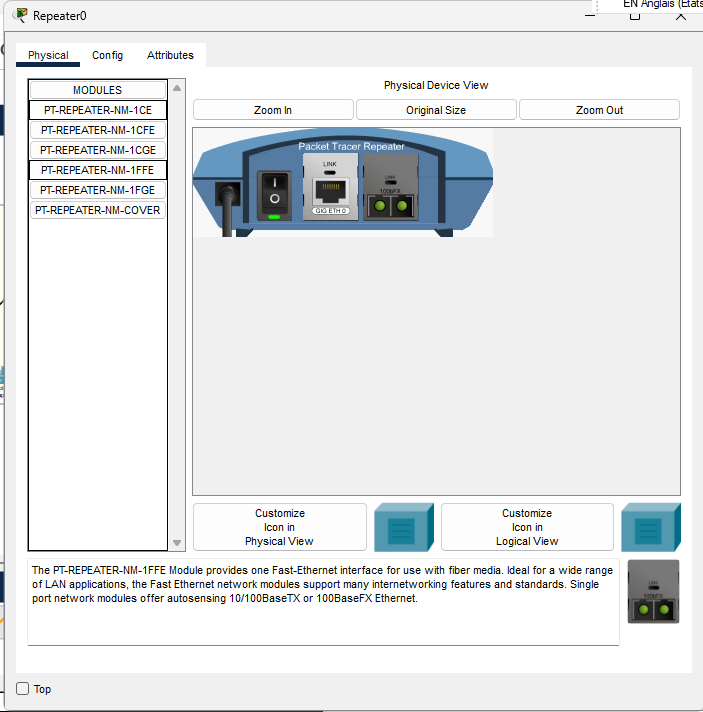 EN Anglais (États
Repeater0
Physical
Config
Attributes
MODULES
PT-REPEATER-NM-1CE
PT-REPEATER-NM-1CFE
PT-REPEATER-NM-1CGE
PT-REPEATER-NM-1FFE
PT-REPEATER-NM-1FGE
PT-REPEATER-NM-COVER
Physical Device View
Zoom In
Original Size
Zoom Out
Packet Tracer Repeater
LINK
GIG ETH 0
LINK
100bFX
Customize
Icon in
Physical View
Customize
Icon in
Logical View
The PT-REPEATER-NM-1FFE Module provides one Fast-Ethernet interface for use with fiber media. Ideal for a wide range
of LAN applications, the Fast Ethernet network modules support many internetworking features and standards. Single
port network modules offer autosensing 10/100BaseTX or 100BaseFX Ethernet.
LINK
100bFX
Top